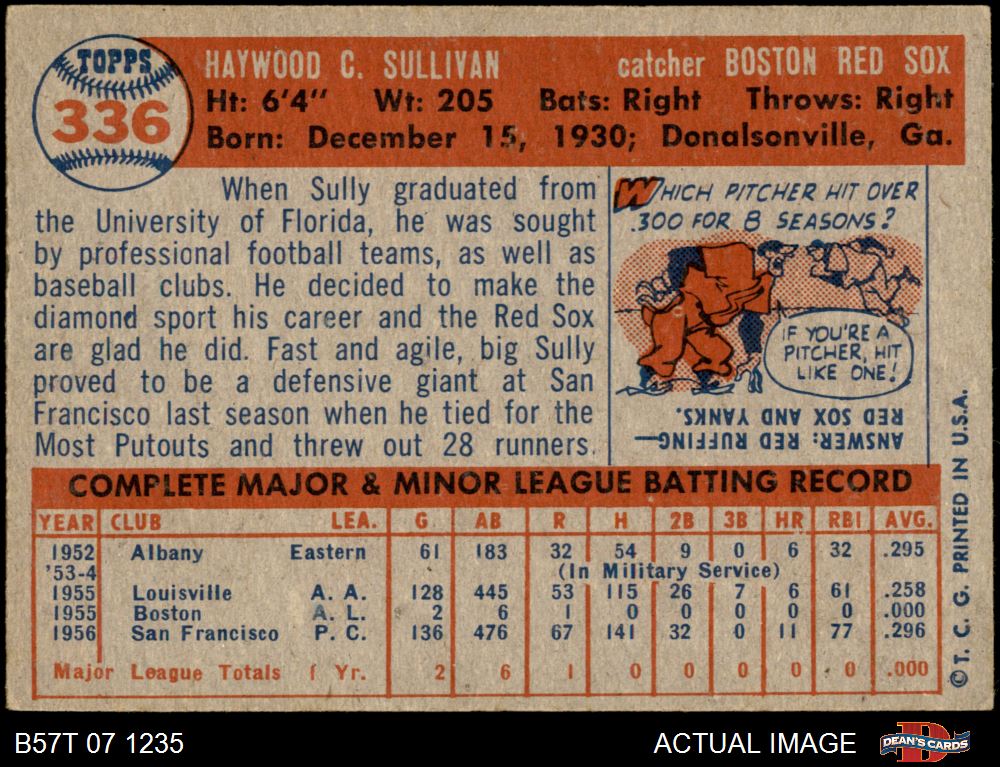 TOPPS
336
HAYWOOD C. SULLIVAN catcher BOSTON RED SOX
Ht: 6'4" Wt: 205 Bats: Right Throws: Right
Born: December 15, 1930; Donalsonville, Ga.
When Sully graduated from
the University of Florida, he was sought
by professional football teams, as well as
baseball clubs. He decided to make the
diamond sport his career and the Red Sox
are glad he did. Fast and agile, big Sully
proved to be a defensive giant at San
Francisco last season when he tied for the
Most Putouts and threw out 28 runners.
WHICH PITCHER HIT OVER
.300 FOR 8 SEASONS?
IF YOU'RE A
PITCHER, HIT
LIKE ONE!
ANSWER: RED RUFFING—
RED SOX AND YANKS.
COMPLETE MAJOR & MINOR LEAGUE BATTING RECORD
YEAR CLUB LEA. G AB R H 2B 3B HR RBI AVG.
1952 Albany Eastern 61 183 32 54 9 0 6 32 .295
'53-4 (In Military Service)
1955 Louisville A. A. 128 445 53 115 26 7 6 61 .258
1955 Boston A. L. 2 6 1 0 0 0 0 0 .000
1956 San Francisco P. C. 136 476 67 141 32 0 11 77 .296
Major League Totals 1 Yr. 2 6 1 0 0 0 0 0 .000
© T. C. G. PRINTED IN U.S.A.
B57T 07 1235 ACTUAL IMAGE DEAN'S CARDS